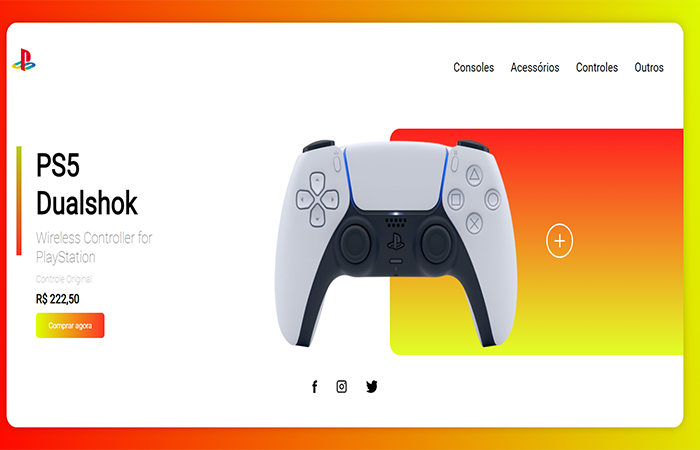 Consoles Acessórios Controles Outros
PS5
Dualshok
Wireless Controller for
PlayStation
Controle Original
R$ 222,50
Comprar agora